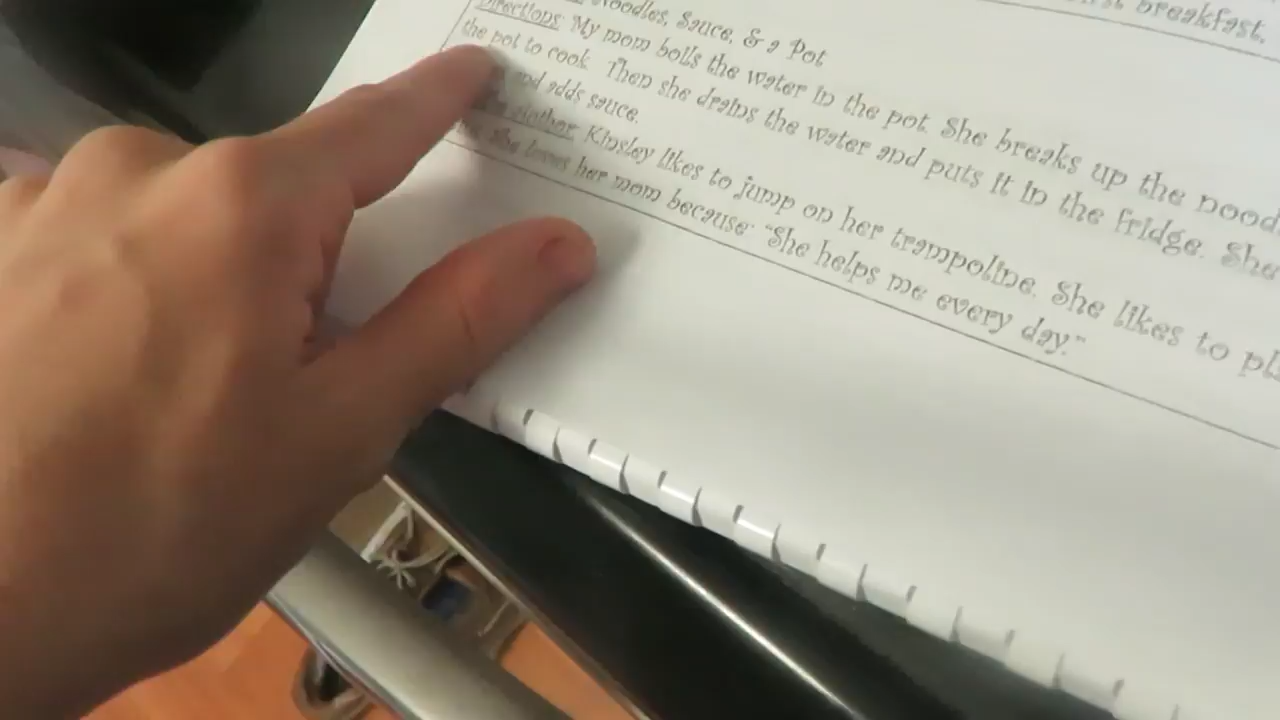 breakfast.
Noodles, Sauce, & a Pot
Directions: My mom boils the water in the pot. She breaks up the
the pot to cook. Then she drains the water and puts it in the fridge. She
and adds sauce.
Kinsley likes to jump on her trampoline. She likes to
She loves her mom because: "She helps me every day."